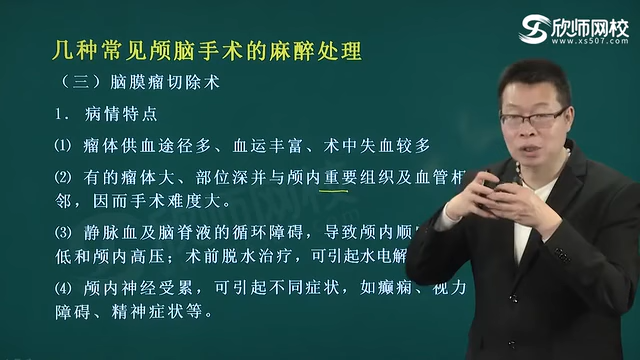 欣师网校
www.xs507.com
几种常见颅脑手术的麻醉处理
（三）脑膜瘤切除术
1． 病情特点
⑴ 瘤体供血途径多、血运丰富、术中失血较多
⑵ 有的瘤体大、部位深并与颅内重要组织及血管相
邻，因而手术难度大。
⑶ 静脉血及脑脊液的循环障碍，导致颅内顺
低和颅内高压；术前脱水治疗，可引起水电解
⑷ 颅内神经受累，可引起不同症状，如癫痫、视力
障碍、精神症状等。